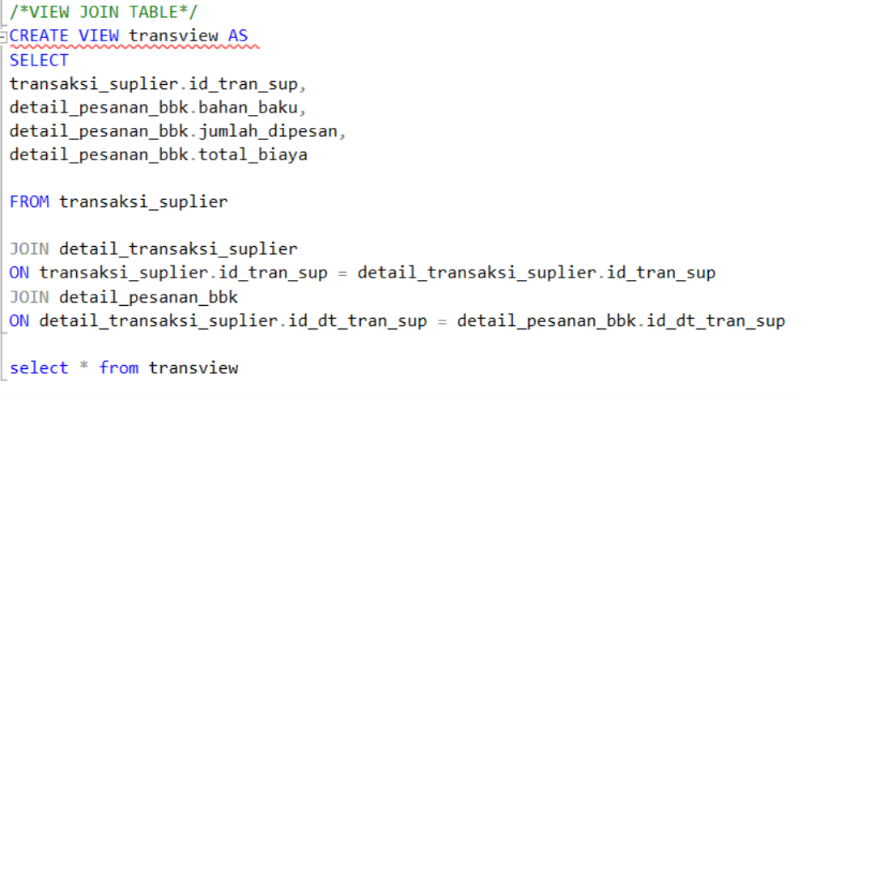 /*VIEW JOIN TABLE*/
CREATE VIEW transview AS
SELECT
transaksi_suplier.id_tran_sup,
detail_pesanan_bbk.bahan_baku,
detail_pesanan_bbk.jumlah_dipesan,
detail_pesanan_bbk.total_biaya
FROM transaksi_suplier
JOIN detail_transaksi_suplier
ON transaksi_suplier.id_tran_sup = detail_transaksi_suplier.id_tran_sup
JOIN detail_pesanan_bbk
ON detail_transaksi_suplier.id_dt_tran_sup = detail_pesanan_bbk.id_dt_tran_sup
select * from transview